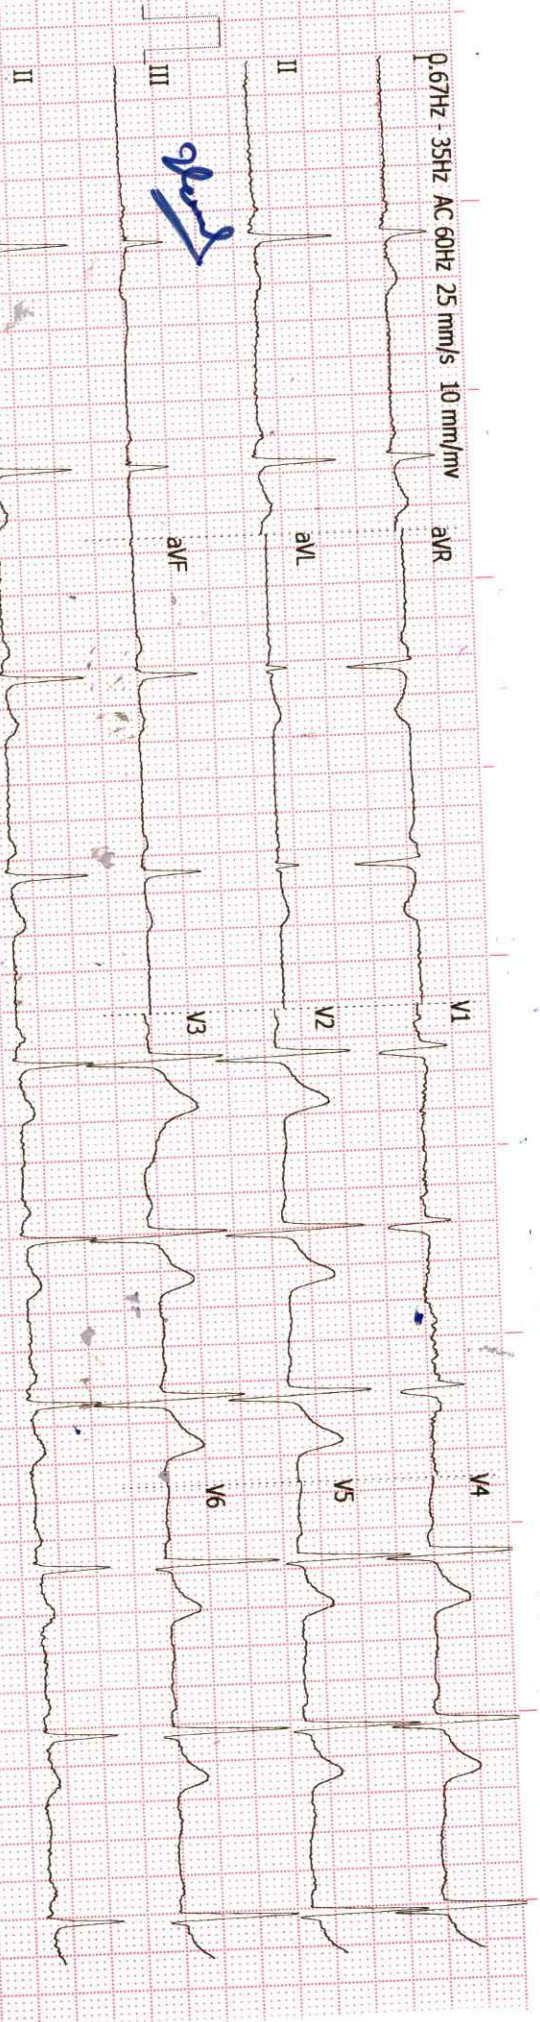 0.67Hz - 35Hz AC 60Hz 25 mm/s 10 mm/mv
I aVR V1 V4
II aVL V2 V5
III aVF V3 V6
II